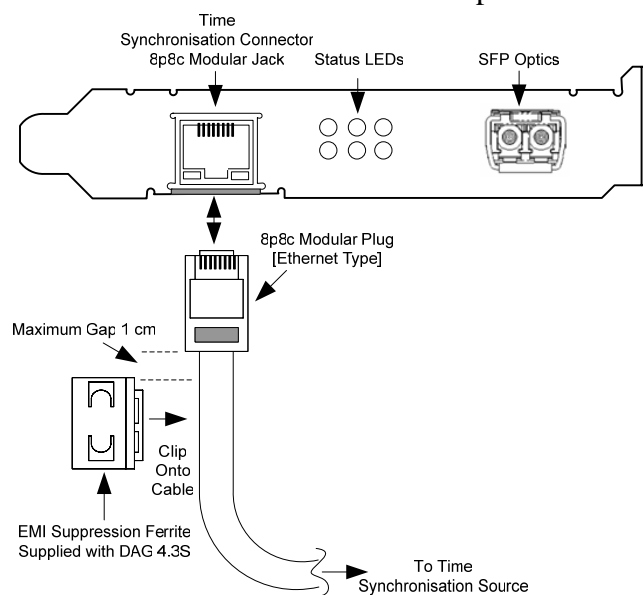 Time
Synchronisation Connector
8p8c Modular Jack
Status LEDs
SFP Optics
8p8c Modular Plug
[Ethernet Type]
Maximum Gap 1 cm
Clip
Onto
Cable
EMI Suppression Ferrite
Supplied with DAG 4.3S
To Time
Synchronisation Source